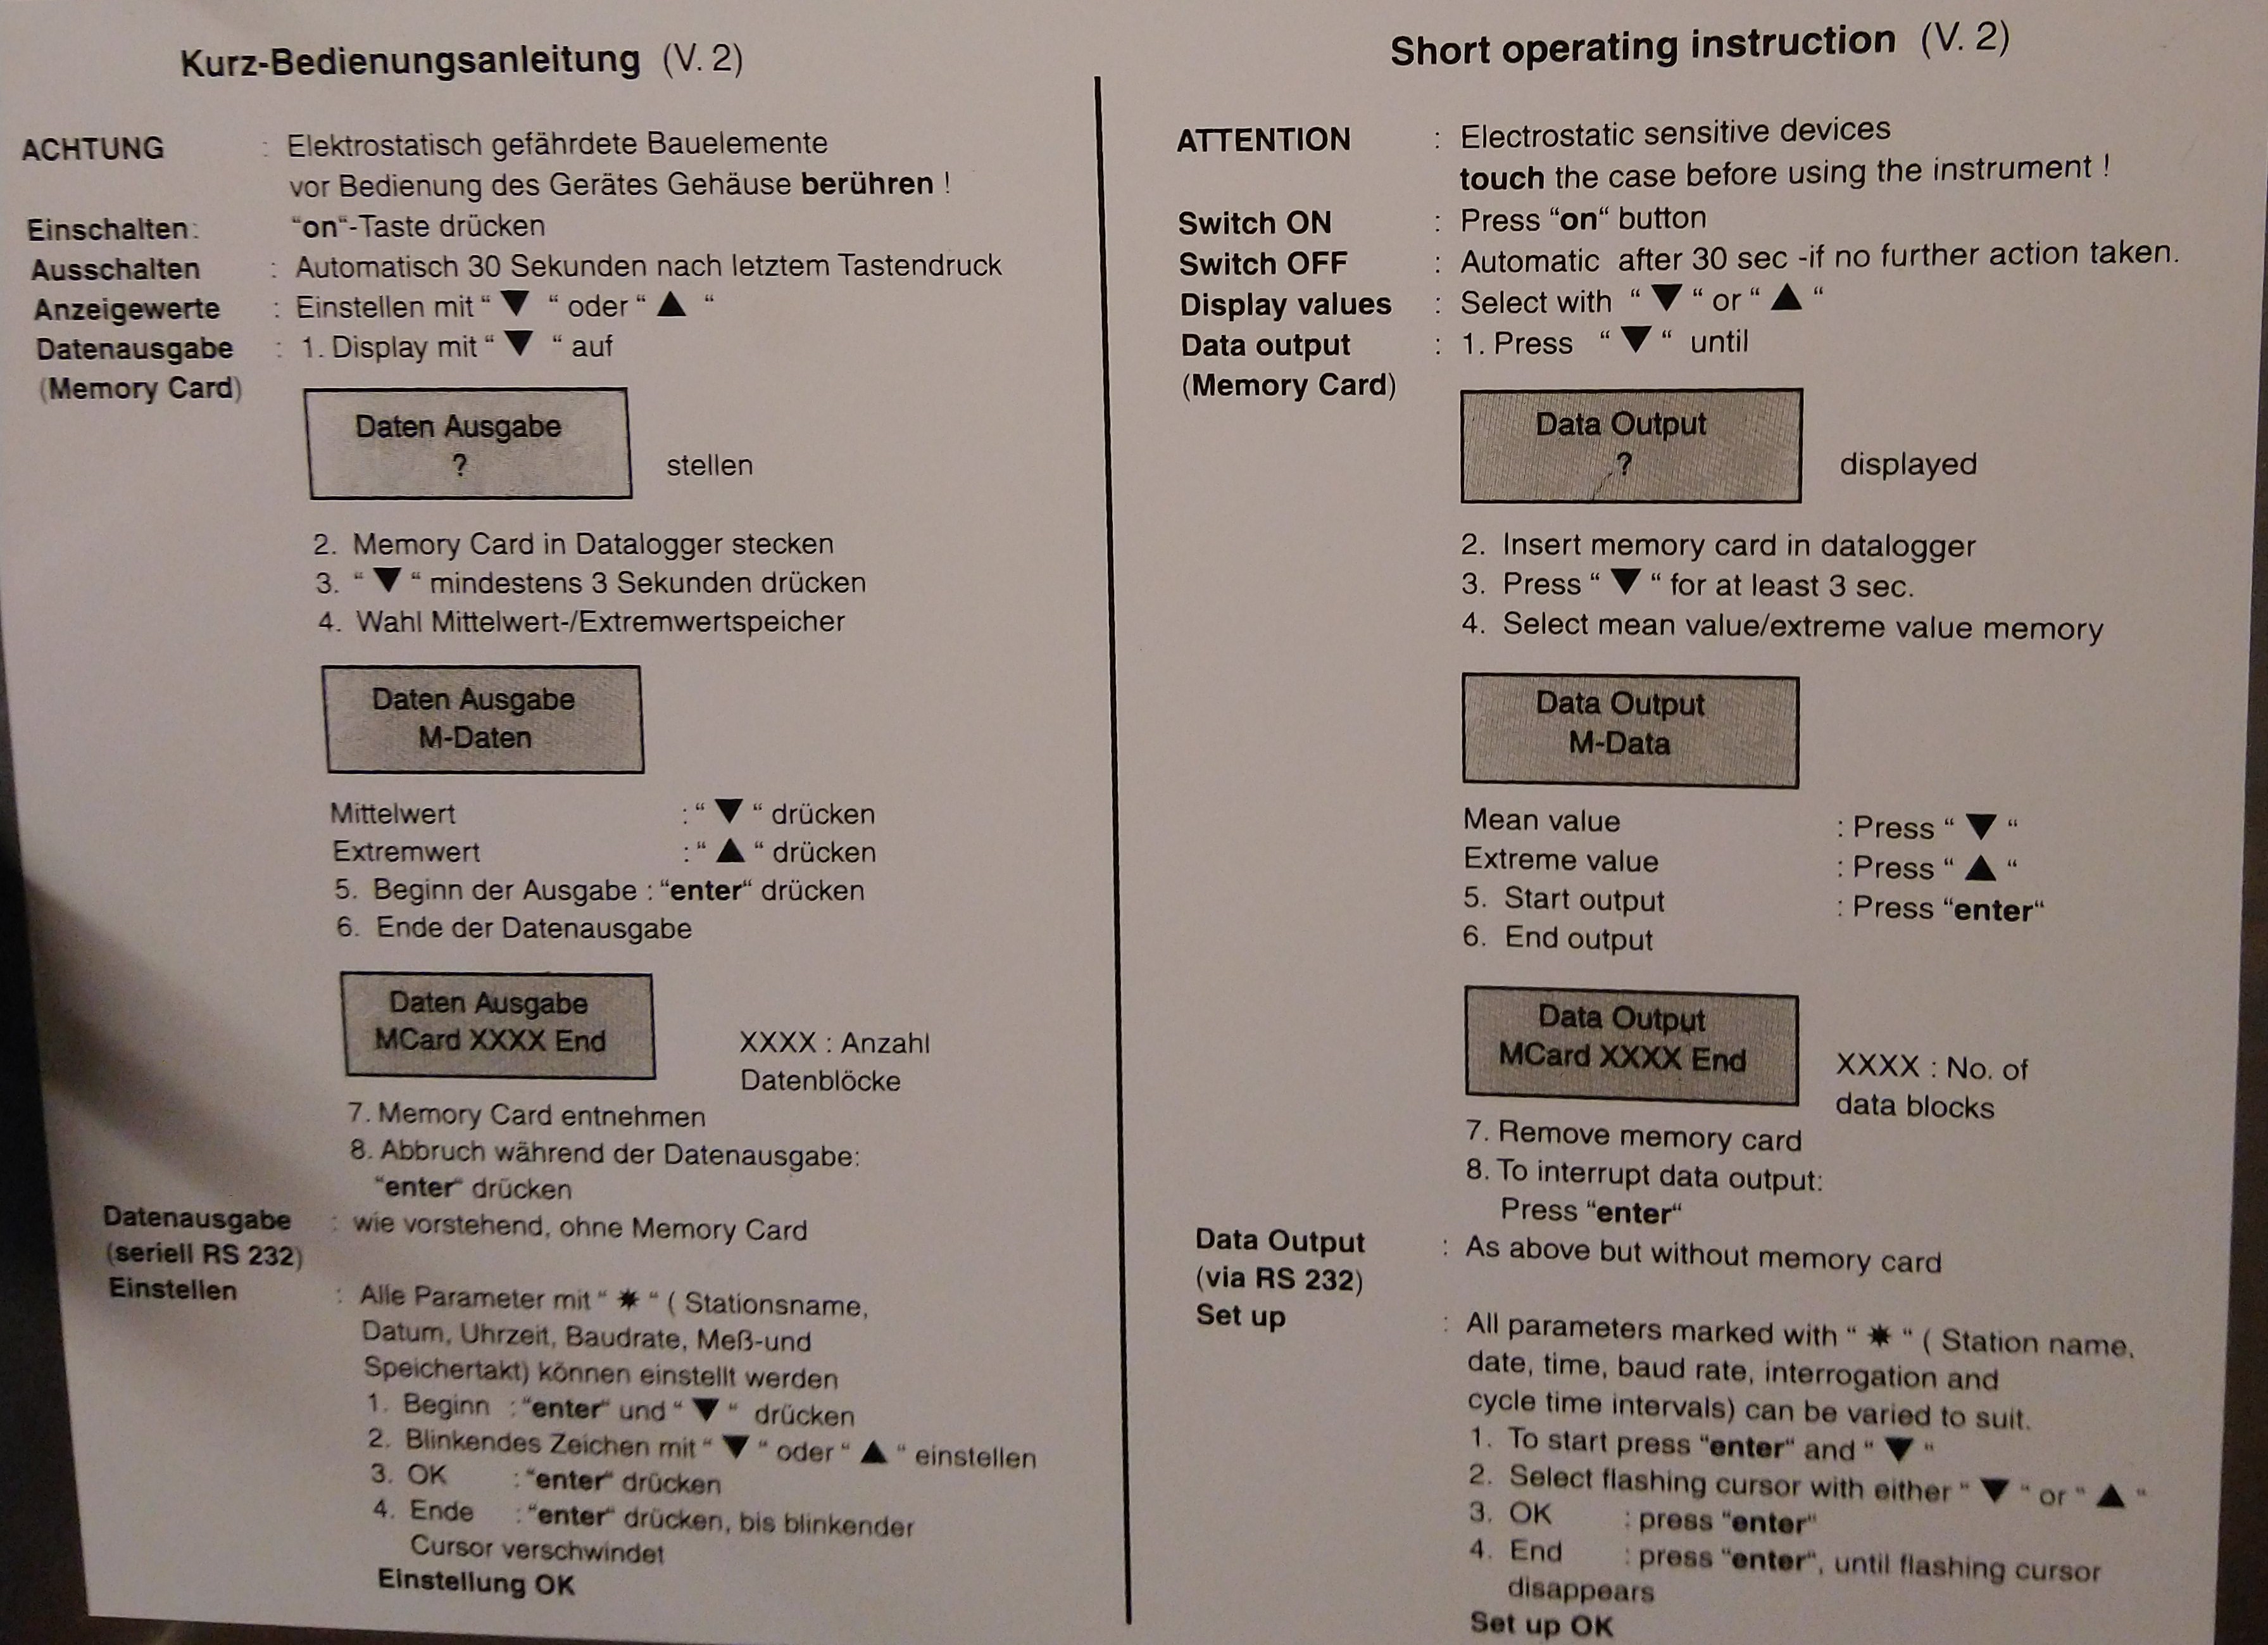 Kurz-Bedienungsanleitung (V. 2)
ACHTUNG : Elektrostatisch gefährdete Bauelemente
vor Bedienung des Gerätes Gehäuse berühren !
Einschalten: “on“-Taste drücken
Ausschalten : Automatisch 30 Sekunden nach letztem Tastendruck
Anzeigewerte : Einstellen mit “ ▼ “ oder “ ▲ “
Datenausgabe : 1. Display mit “ ▼ “ auf
(Memory Card)
Daten Ausgabe
?
stellen
2. Memory Card in Datalogger stecken
3. “ ▼ “ mindestens 3 Sekunden drücken
4. Wahl Mittelwert-/Extremwertspeicher
Daten Ausgabe
M-Daten
Mittelwert : “ ▼ “ drücken
Extremwert : “ ▲ “ drücken
5. Beginn der Ausgabe : “enter“ drücken
6. Ende der Datenausgabe
Daten Ausgabe
MCard XXXX End
XXXX : Anzahl
Datenblöcke
7. Memory Card entnehmen
8. Abbruch während der Datenausgabe:
“enter“ drücken
Datenausgabe : wie vorstehend, ohne Memory Card
(seriell RS 232)
Einstellen : Alle Parameter mit “ ✷ “ ( Stationsname,
Datum, Uhrzeit, Baudrate, Meß-und
Speichertakt) können einstellt werden
1. Beginn : “enter“ und “ ▼ “ drücken
2. Blinkendes Zeichen mit “ ▼ “ oder “ ▲ “ einstellen
3. OK : “enter“ drücken
4. Ende : “enter“ drücken, bis blinkender
Cursor verschwindet
Einstellung OK
Short operating instruction (V. 2)
ATTENTION : Electrostatic sensitive devices
touch the case before using the instrument !
Switch ON : Press “on“ button
Switch OFF : Automatic after 30 sec -if no further action taken.
Display values : Select with “ ▼ “ or “ ▲ “
Data output : 1. Press “ ▼ “ until
(Memory Card)
Data Output
?
displayed
2. Insert memory card in datalogger
3. Press “ ▼ “ for at least 3 sec.
4. Select mean value/extreme value memory
Data Output
M-Data
Mean value : Press “ ▼ “
Extreme value : Press “ ▲ “
5. Start output : Press “enter“
6. End output
Data Output
MCard XXXX End
XXXX : No. of
data blocks
7. Remove memory card
8. To interrupt data output:
Press “enter“
Data Output : As above but without memory card
(via RS 232)
Set up : All parameters marked with “ ✷ “ ( Station name,
date, time, baud rate, interrogation and
cycle time intervals) can be varied to suit.
1. To start press “enter“ and “ ▼ “
2. Select flashing cursor with either “ ▼ “ or “ ▲ “
3. OK : press “enter“
4. End : press “enter“, until flashing cursor
disappears
Set up OK